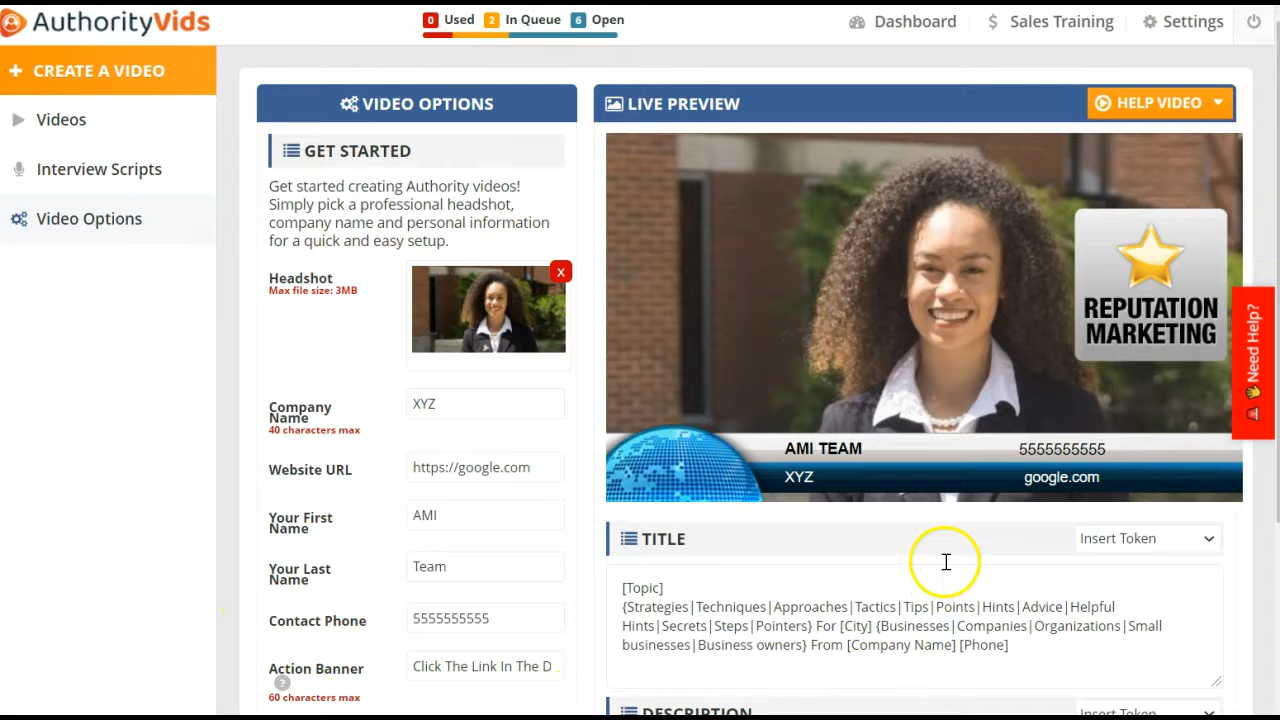 AuthorityVids
0 Used 2 In Queue 6 Open
Dashboard
$ Sales Training
Settings
+ CREATE A VIDEO
Videos
Interview Scripts
Video Options
VIDEO OPTIONS
GET STARTED
Get started creating Authority videos!
Simply pick a professional headshot,
company name and personal information
for a quick and easy setup.
Headshot
Max file size: 3MB
X
Company
Name
40 characters max
XYZ
Website URL
https://google.com
Your First
Name
AMI
Your Last
Name
Team
Contact Phone
5555555555
Action Banner
?
60 characters max
Click The Link In The D
LIVE PREVIEW
HELP VIDEO
REPUTATION
MARKETING
AMI TEAM 5555555555
XYZ google.com
Need Help?
TITLE
Insert Token
[Topic]
{Strategies|Techniques|Approaches|Tactics|Tips|Points|Hints|Advice|Helpful
Hints|Secrets|Steps|Pointers} For [City] {Businesses|Companies|Organizations|Small
businesses|Business owners} From [Company Name] [Phone]
DESCRIPTION
Insert Token